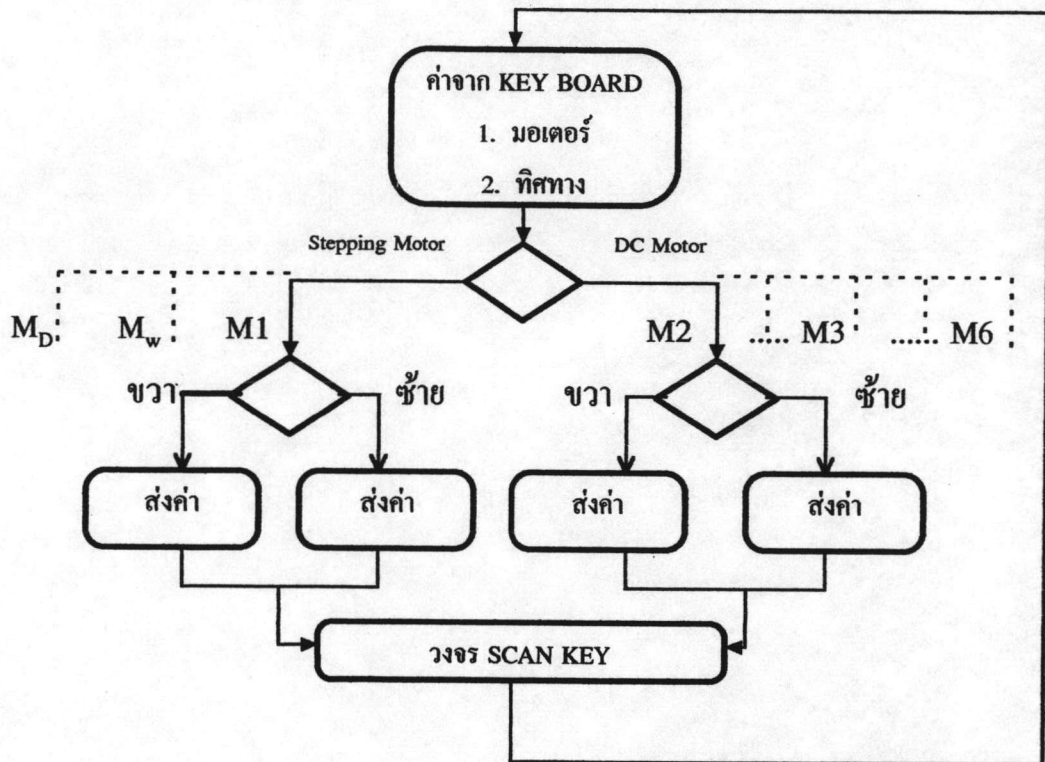 ค่าจาก KEY BOARD
1. มอเตอร์
2. ทิศทาง
Stepping Motor DC Motor
M_D M_w M1 M2 ..... M3 ...... M6
ขวา ซ้าย ขวา ซ้าย
ส่งค่า ส่งค่า ส่งค่า ส่งค่า
วงจร SCAN KEY